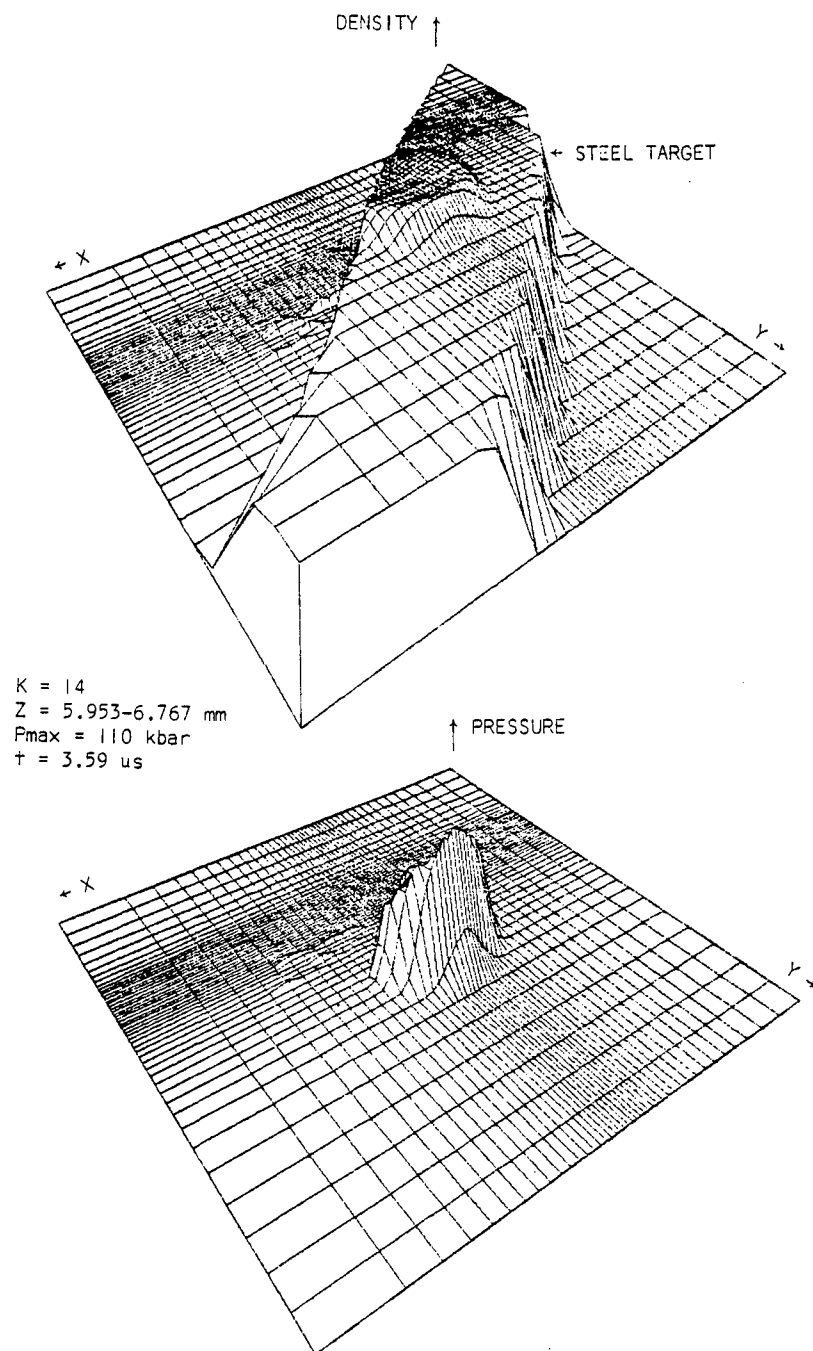 DENSITY ↑
← STEEL TARGET
← X
Y →
K = 14
Z = 5.953-6.767 mm
Pmax = 110 kbar
t = 3.59 us
↑ PRESSURE
← X
Y →